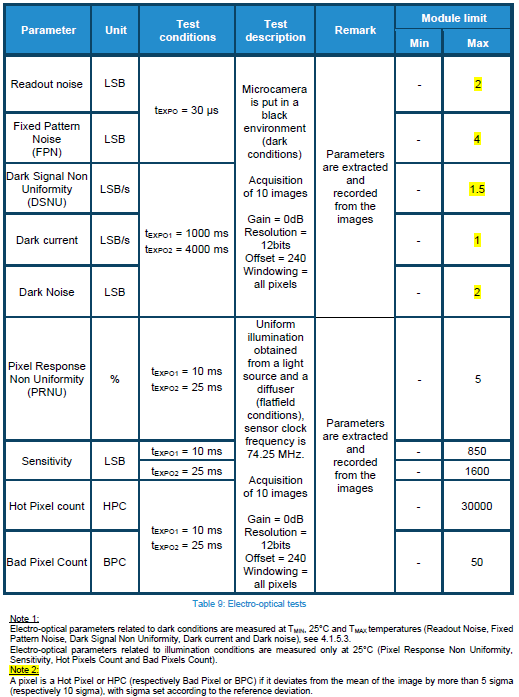 Parameter
Unit
Test
conditions
Test
description
Remark
Module limit
Min
Max
Readout noise
LSB
tEXPO = 30 µs
Microcamera
is put in a
black
environment
(dark
conditions)
Acquisition
of 10 images
Gain = 0dB
Resolution =
12bits
Offset = 240
Windowing =
all pixels
Parameters
are extracted
and
recorded
from the
images
-
2
Fixed Pattern
Noise
(FPN)
LSB
-
4
Dark Signal Non
Uniformity
(DSNU)
LSB/s
tEXPO1 = 1000 ms
tEXPO2 = 4000 ms
-
1.5
Dark current
LSB/s
-
1
Dark Noise
LSB
-
2
Pixel Response
Non Uniformity
(PRNU)
%
tEXPO1 = 10 ms
tEXPO2 = 25 ms
Uniform
illumination
obtained
from a light
source and a
diffuser
(flatfield
conditions),
sensor clock
frequency is
74.25 MHz.
Acquisition
of 10 images
Gain = 0dB
Resolution =
12bits
Offset = 240
Windowing =
all pixels
Parameters
are extracted
and
recorded
from the
images
-
5
Sensitivity
LSB
tEXPO1 = 10 ms
-
850
tEXPO2 = 25 ms
-
1600
Hot Pixel count
HPC
tEXPO1 = 10 ms
tEXPO2 = 25 ms
-
30000
Bad Pixel Count
BPC
-
50
Table 9: Electro-optical tests
Note 1:
Electro-optical parameters related to dark conditions are measured at TMIN, 25°C and TMAX temperatures (Readout Noise, Fixed
Pattern Noise, Dark Signal Non Uniformity, Dark current and Dark noise), see 4.1.5.3.
Electro-optical parameters related to illumination conditions are measured only at 25°C (Pixel Response Non Uniformity,
Sensitivity, Hot Pixels Count and Bad Pixels Count).
Note 2:
A pixel is a Hot Pixel or HPC (respectively Bad Pixel or BPC) if it deviates from the mean of the image by more than 5 sigma
(respectively 10 sigma), with sigma set according to the reference deviation.